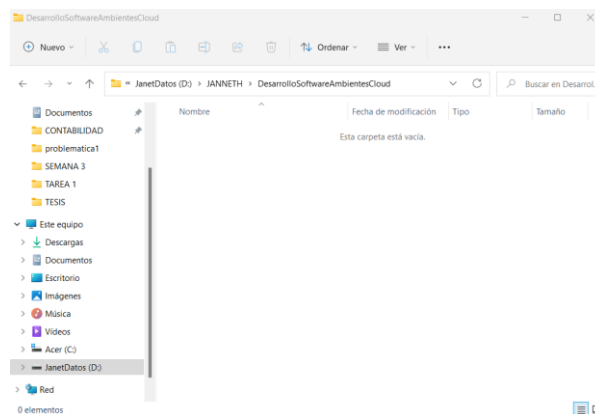 DesarrolloSoftwareAmbientesCloud
Nuevo Ordenar Ver
JanetDatos (D:) > JANNETH > DesarrolloSoftwareAmbientesCloud Buscar en Desarrol
Nombre Fecha de modificación Tipo Tamaño
Esta carpeta está vacía.
Documentos
CONTABILIDAD
problematica1
SEMANA 3
TAREA 1
TESIS
Este equipo
Descargas
Documentos
Escritorio
Imágenes
Música
Vídeos
Acer (C:)
JanetDatos (D:)
Red
0 elementos